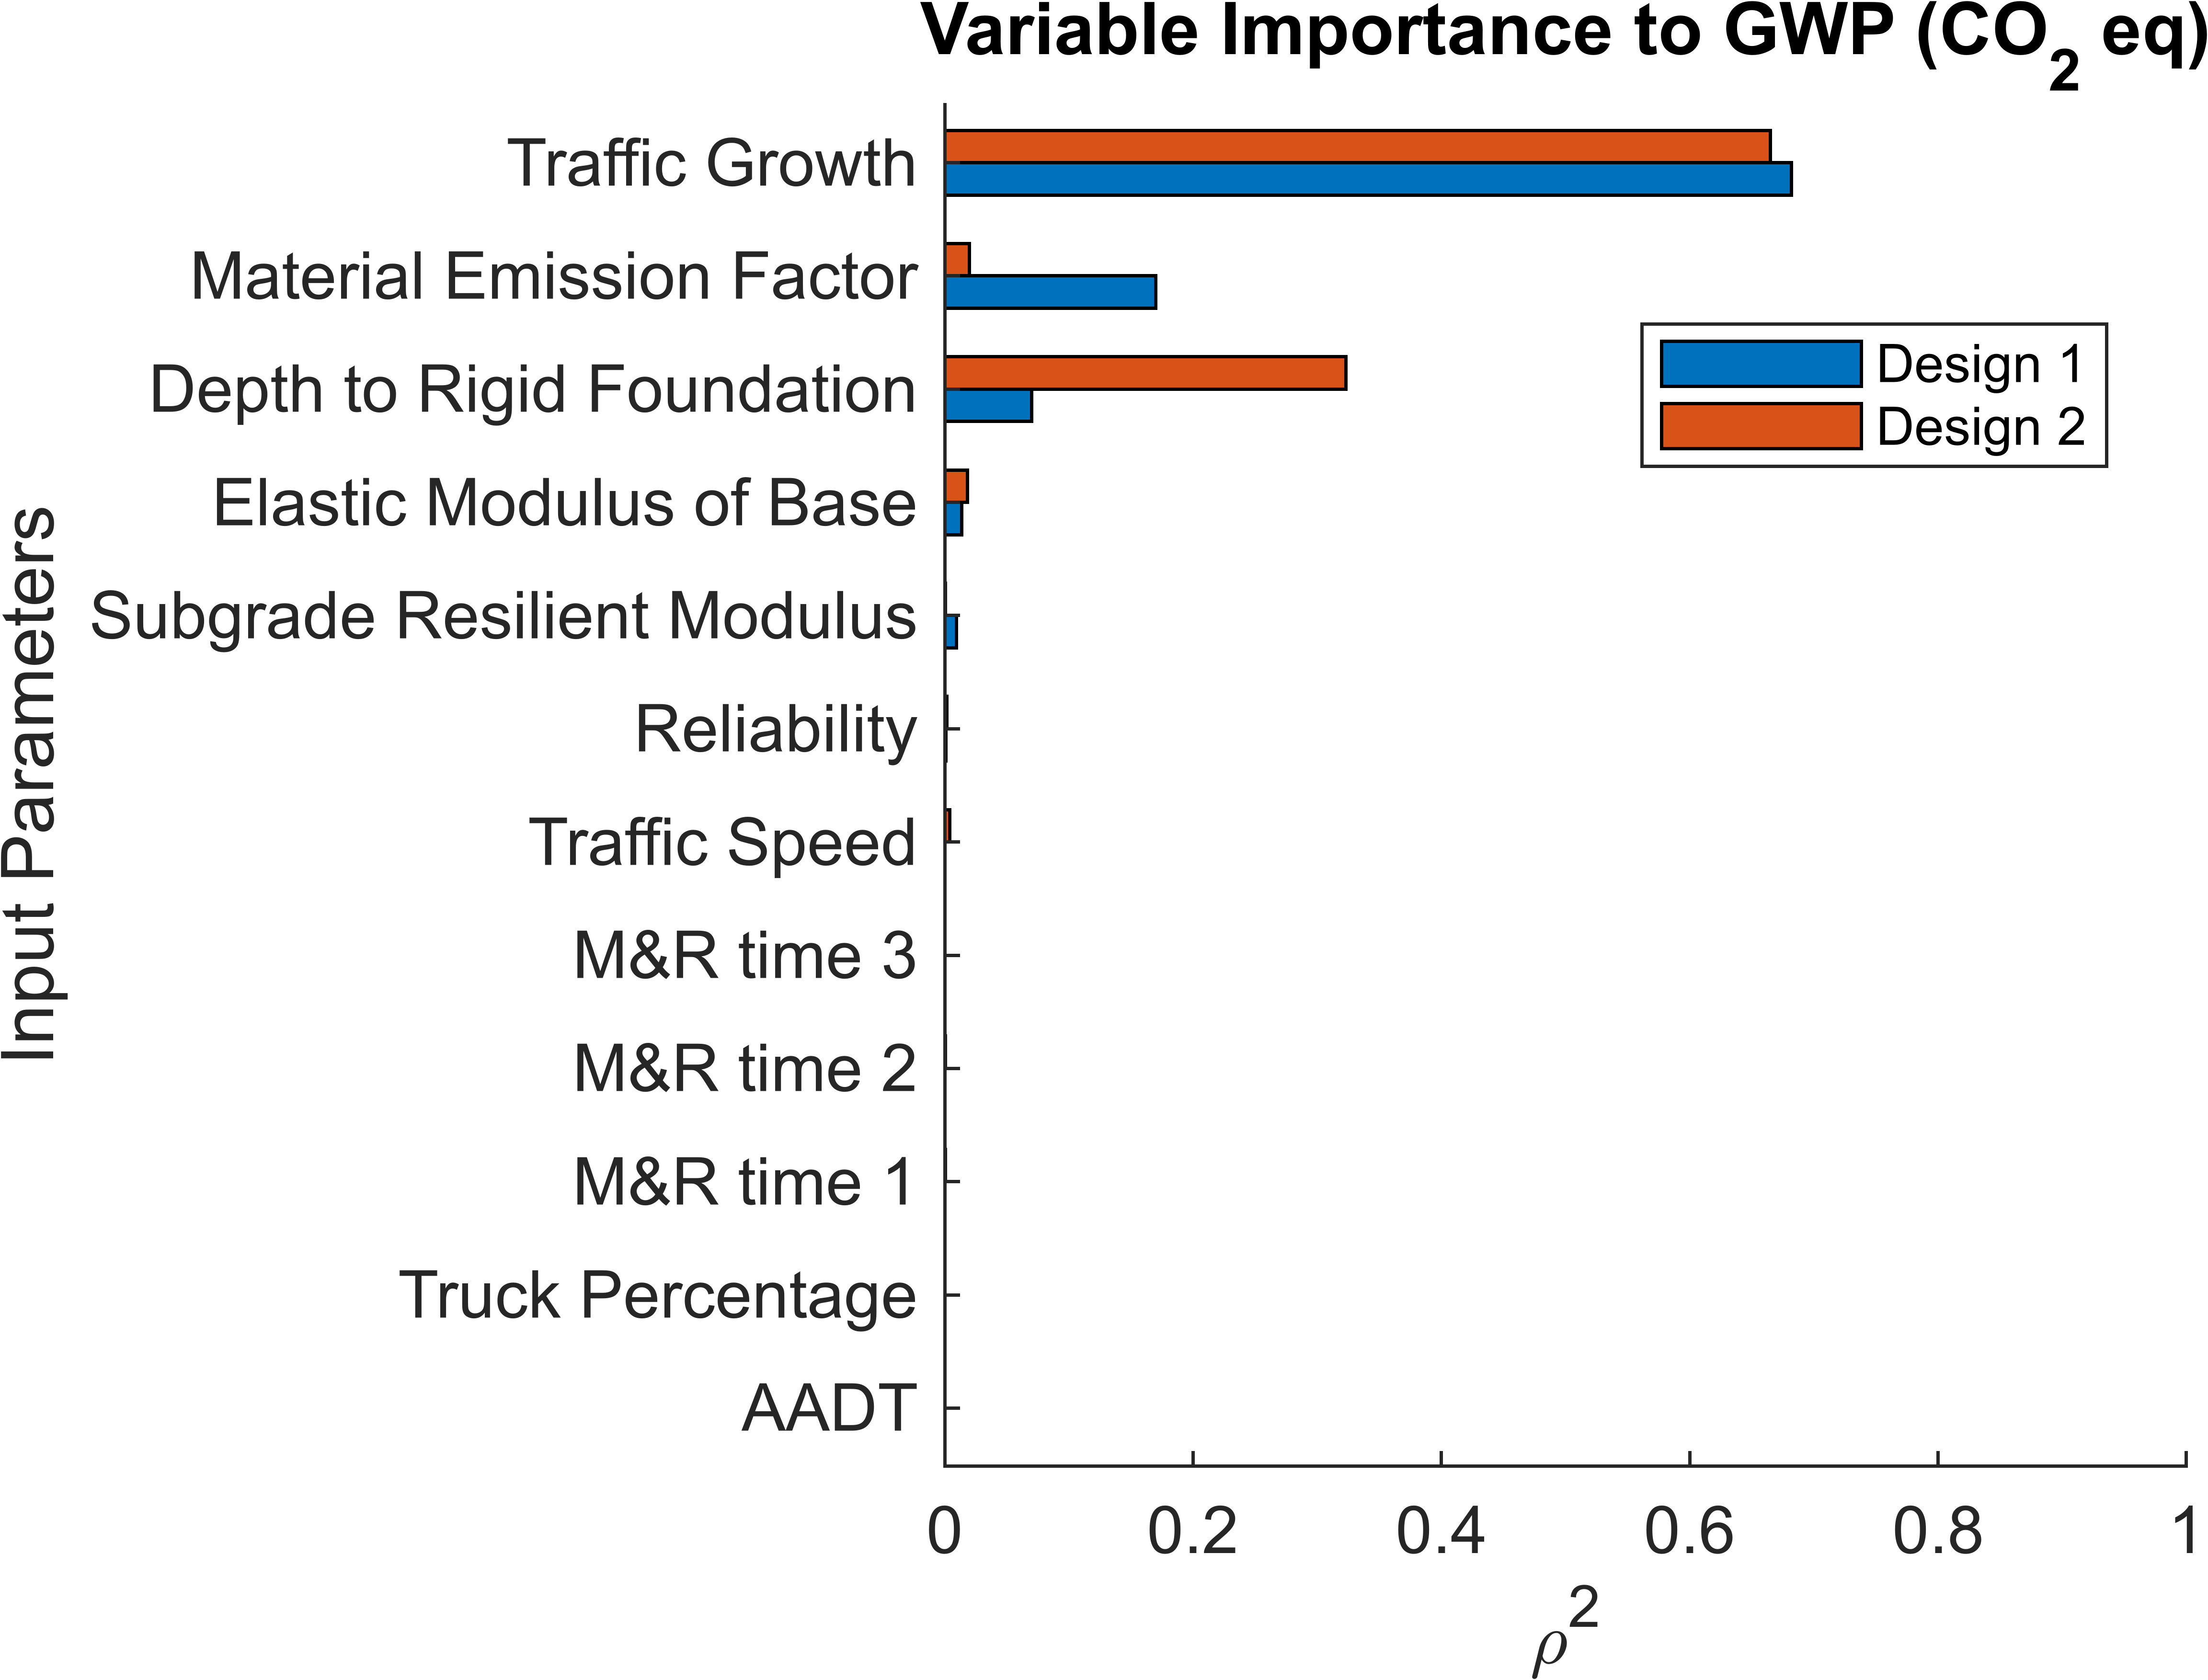 Variable Importance to GWP (CO₂ eq)
Traffic Growth
Material Emission Factor
Depth to Rigid Foundation
Elastic Modulus of Base
Subgrade Resilient Modulus
Reliability
Traffic Speed
M&R time 3
M&R time 2
M&R time 1
Truck Percentage
AADT
Input Parameters
Design 1
Design 2
0 0.2 0.4 0.6 0.8 1
ρ²